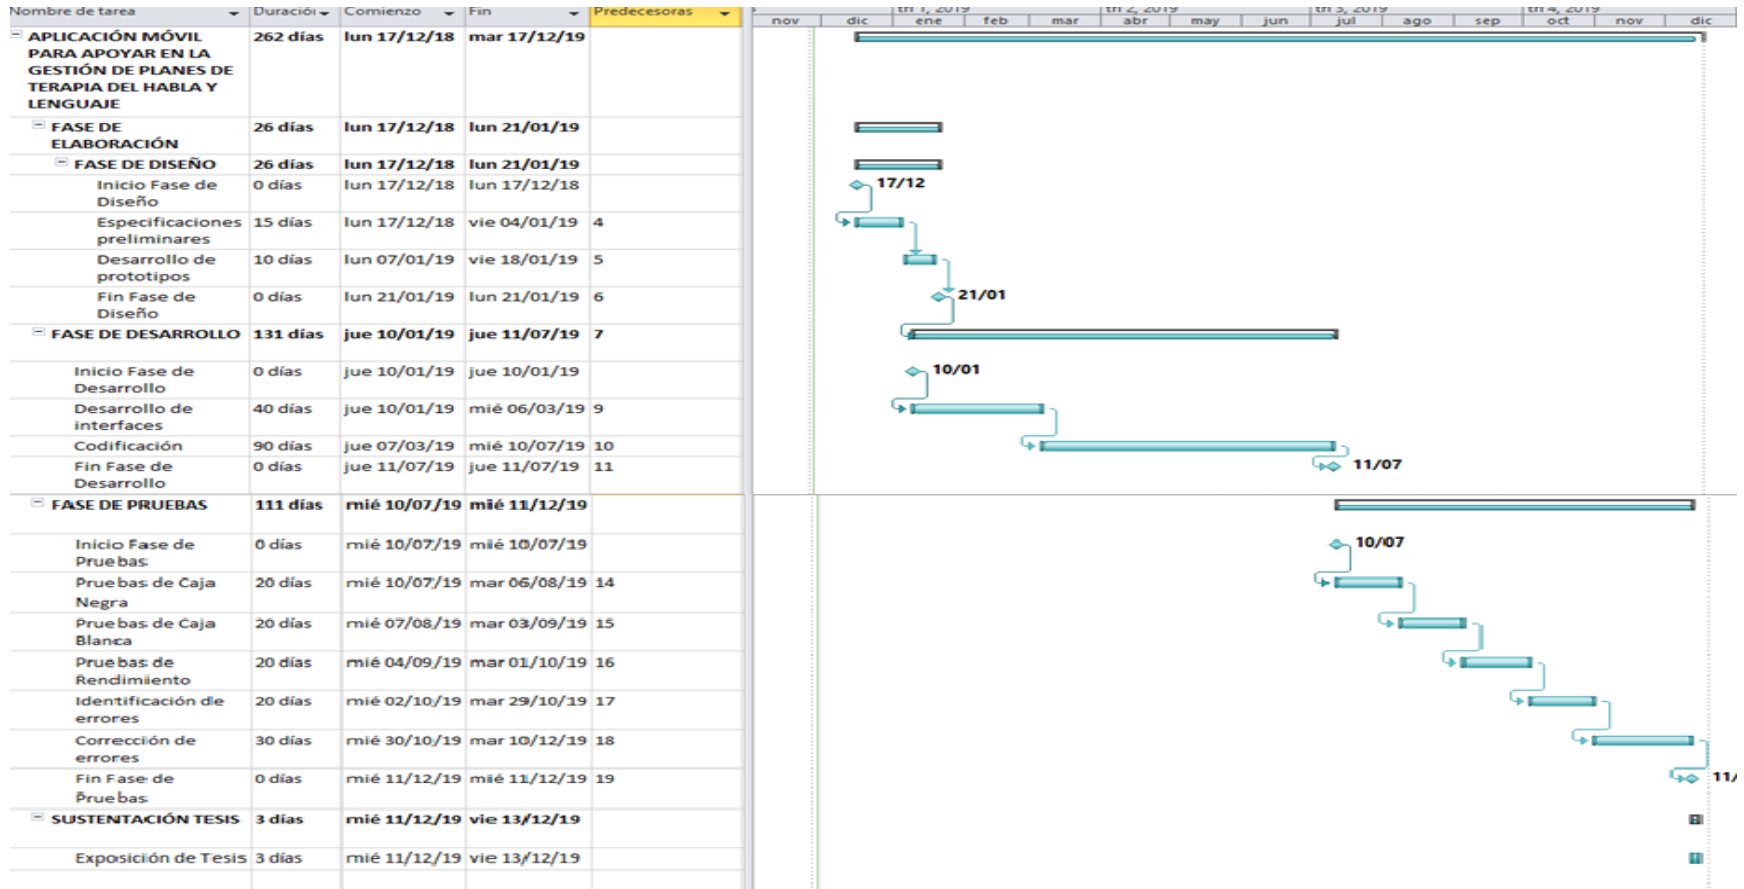 Nombre de tarea Duración Comienzo Fin Predecesoras
tri 1, 2019 tri 2, 2019 tri 3, 2019 tri 4, 2019
nov dic ene feb mar abr may jun jul ago sep oct nov dic
APLICACIÓN MÓVIL 262 días lun 17/12/18 mar 17/12/19
PARA APOYAR EN LA
GESTIÓN DE PLANES DE
TERAPIA DEL HABLA Y
LENGUAJE
FASE DE 26 días lun 17/12/18 lun 21/01/19
ELABORACIÓN
FASE DE DISEÑO 26 días lun 17/12/18 lun 21/01/19
Inicio Fase de 0 días lun 17/12/18 lun 17/12/18 17/12
Diseño
Especificaciones 15 días lun 17/12/18 vie 04/01/19 4
preliminares
Desarrollo de 10 días lun 07/01/19 vie 18/01/19 5
prototipos
Fin Fase de 0 días lun 21/01/19 lun 21/01/19 6 21/01
Diseño
FASE DE DESARROLLO 131 días jue 10/01/19 jue 11/07/19 7
Inicio Fase de 0 días jue 10/01/19 jue 10/01/19 10/01
Desarrollo
Desarrollo de 40 días jue 10/01/19 mié 06/03/19 9
interfaces
Codificación 90 días jue 07/03/19 mié 10/07/19 10
Fin Fase de 0 días jue 11/07/19 jue 11/07/19 11 11/07
Desarrollo
FASE DE PRUEBAS 111 días mié 10/07/19 mié 11/12/19
Inicio Fase de 0 días mié 10/07/19 mié 10/07/19 10/07
Pruebas
Pruebas de Caja 20 días mié 10/07/19 mar 06/08/19 14
Negra
Pruebas de Caja 20 días mié 07/08/19 mar 03/09/19 15
Blanca
Pruebas de 20 días mié 04/09/19 mar 01/10/19 16
Rendimiento
Identificación de 20 días mié 02/10/19 mar 29/10/19 17
errores
Corrección de 30 días mié 30/10/19 mar 10/12/19 18
errores
Fin Fase de 0 días mié 11/12/19 mié 11/12/19 19 11/
Pruebas
SUSTENTACIÓN TESIS 3 días mié 11/12/19 vie 13/12/19
Exposición de Tesis 3 días mié 11/12/19 vie 13/12/19